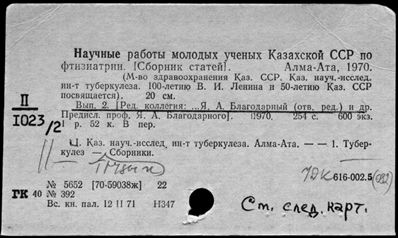 Научные работы молодых ученых Казахской ССР по
фтизиатрии. [Сборник статей]. Алма-Ата, 1970.
(М-во здравоохранения Каз. ССР. Каз. науч.-исслед.
ин-т туберкулеза. 100-летию В. И. Ленина и 50-летию Каз. ССР
посвящается). 20 см.
Вып. 2. [Ред. коллегия: ...Я. А. Благодарный (отв. ред.) и др.
Предисл. проф. Я. А. Благодарного]. 1970. 254 с. 600 экз.
1 р. 52 к. В пер.
II
1023/2
Ц. Каз. науч.-исслед. ин-т туберкулеза. Алма-Ата. — 1. Тубер-
кулез — Сборники.
УДК 616-002.5(082)
№ 5652 [70-59038ж] 22
ГК 40 № 392
Вс. кн. пал. 12 II 71 Н347
См. след. карт.